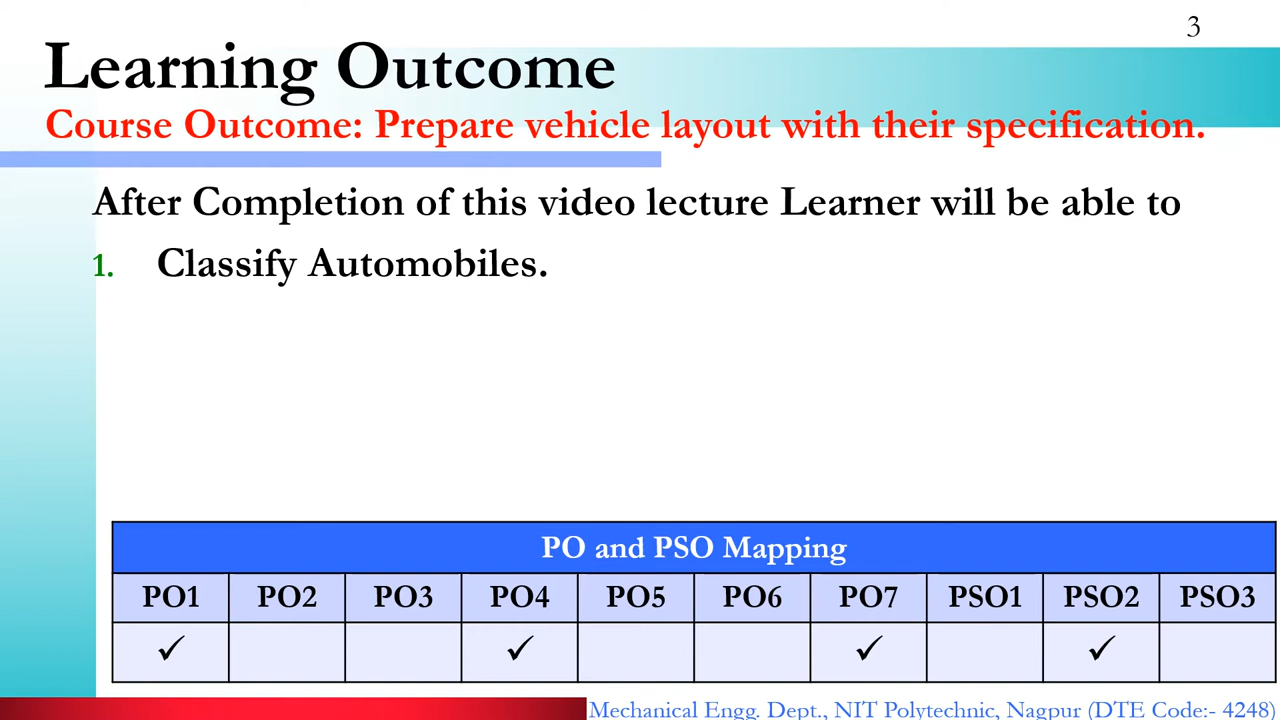 3
Learning Outcome
Course Outcome: Prepare vehicle layout with their specification.
After Completion of this video lecture Learner will be able to
1. Classify Automobiles.
PO and PSO Mapping
PO1 PO2 PO3 PO4 PO5 PO6 PO7 PSO1 PSO2 PSO3
✓ ✓ ✓ ✓
Mechanical Engg. Dept., NIT Polytechnic, Nagpur (DTE Code:- 4248)